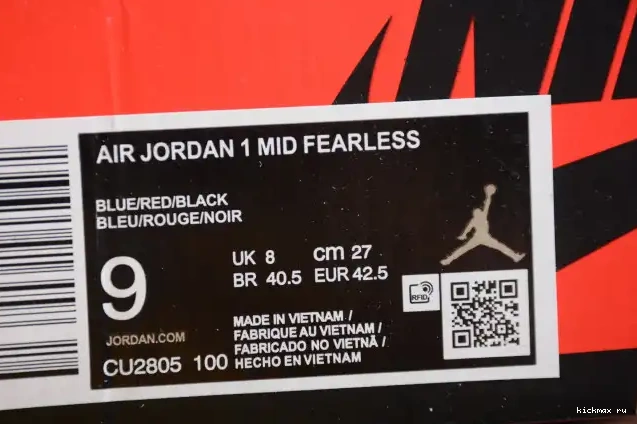 AIR JORDAN 1 MID FEARLESS
BLUE/RED/BLACK
BLEU/ROUGE/NOIR
9
UK 8 cm 27
BR 40.5 EUR 42.5
RFID
JORDAN.COM
MADE IN VIETNAM /
FABRIQUE AU VIETNAM /
FABRICADO NO VIETNÃ /
HECHO EN VIETNAM
CU2805 100
kickmax ru